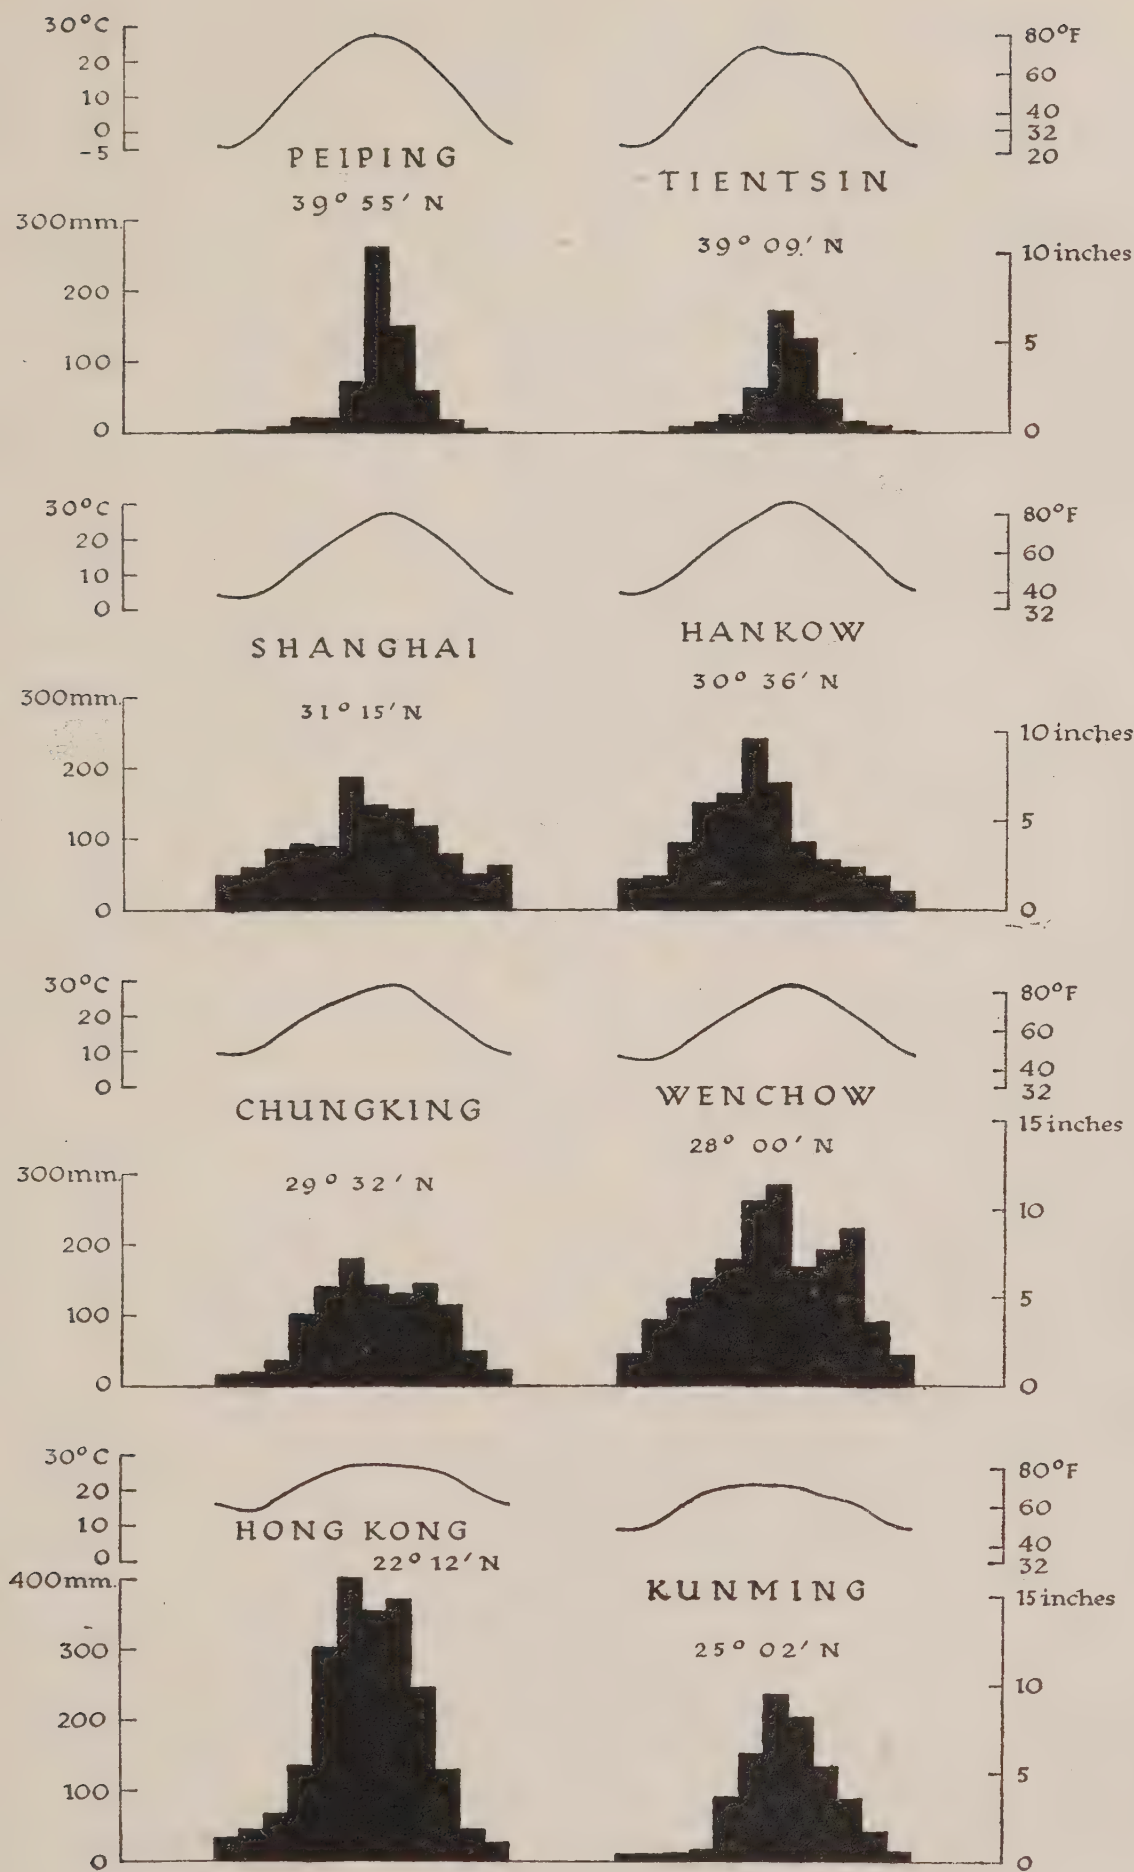 30°C
20
10
0
-5
80°F
60
40
32
20
PEIPING
39° 55′ N
TIENTSIN
39° 09.′ N
300mm.
200
100
0
10 inches
5
0
30°C
20
10
0
80°F
60
40
32
SHANGHAI
31° 15′ N
HANKOW
30° 36′ N
300mm.
200
100
0
10 inches
5
0
30°C
20
10
0
80°F
60
40
32
CHUNGKING
29° 32′ N
WENCHOW
28° 00′ N
300mm.
200
100
0
15 inches
10
5
0
30°C
20
10
0
80°F
60
40
32
HONG KONG
22° 12′ N
KUNMING
25° 02′ N
400mm.
300
200
100
0
15 inches
10
5
0